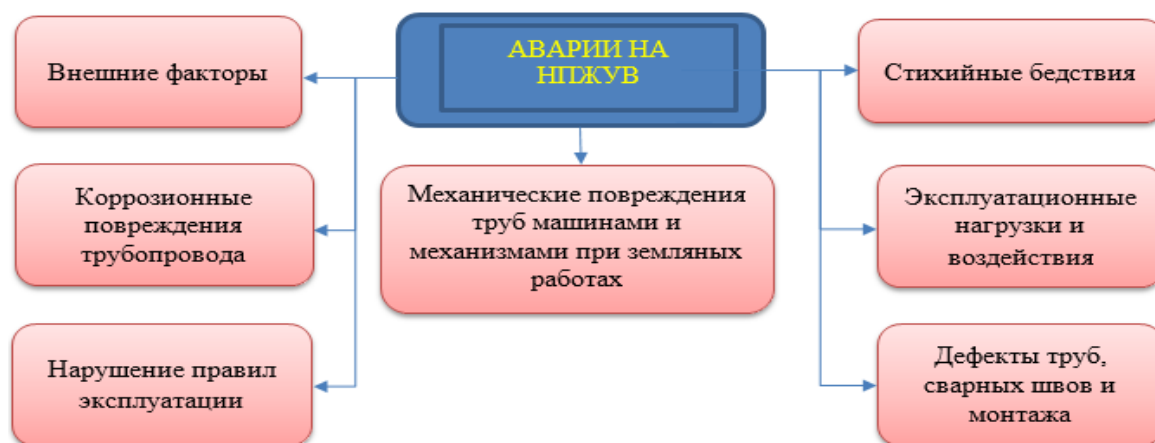 АВАРИИ НА
НПЖУВ
Внешние факторы
Стихийные бедствия
Коррозионные
повреждения
трубопровода
Механические повреждения
труб машинами и
механизмами при земляных
работах
Эксплуатационные
нагрузки и
воздействия
Нарушение правил
эксплуатации
Дефекты труб,
сварных швов и
монтажа